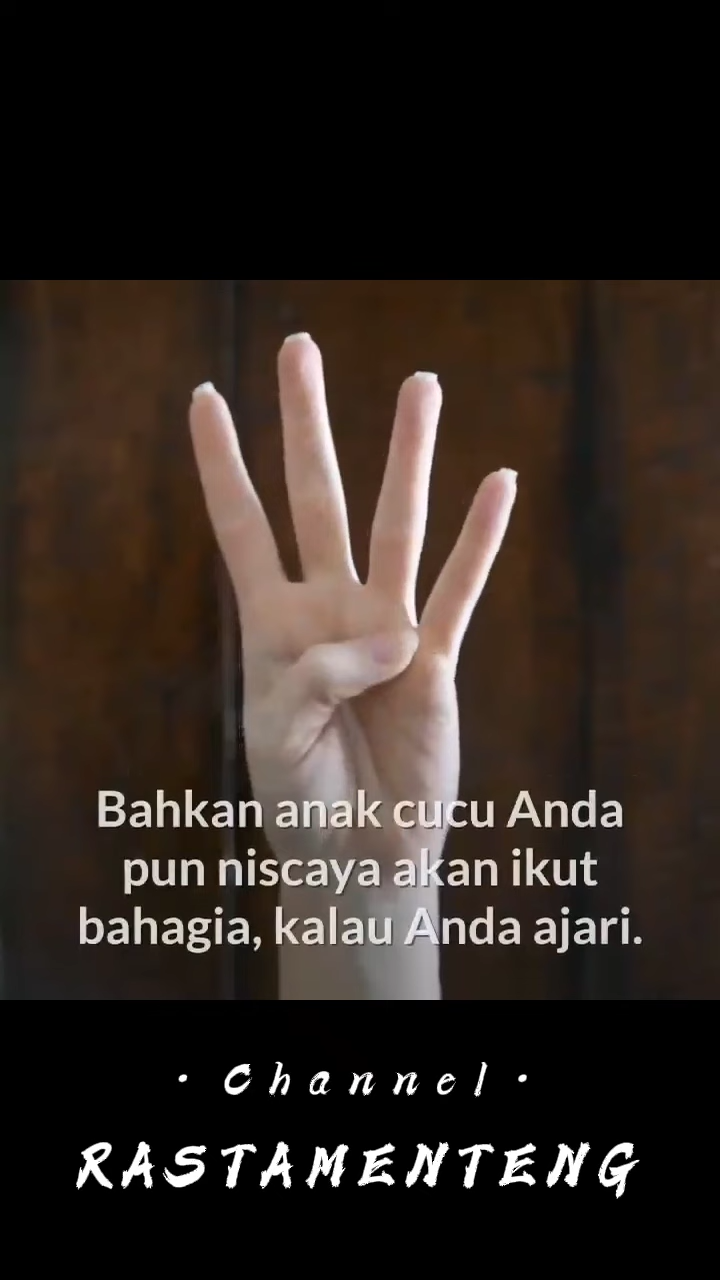 Bahkan anak cucu Anda
pun niscaya akan ikut
bahagia, kalau Anda ajari.
· Channel ·
RASTAMENTENG